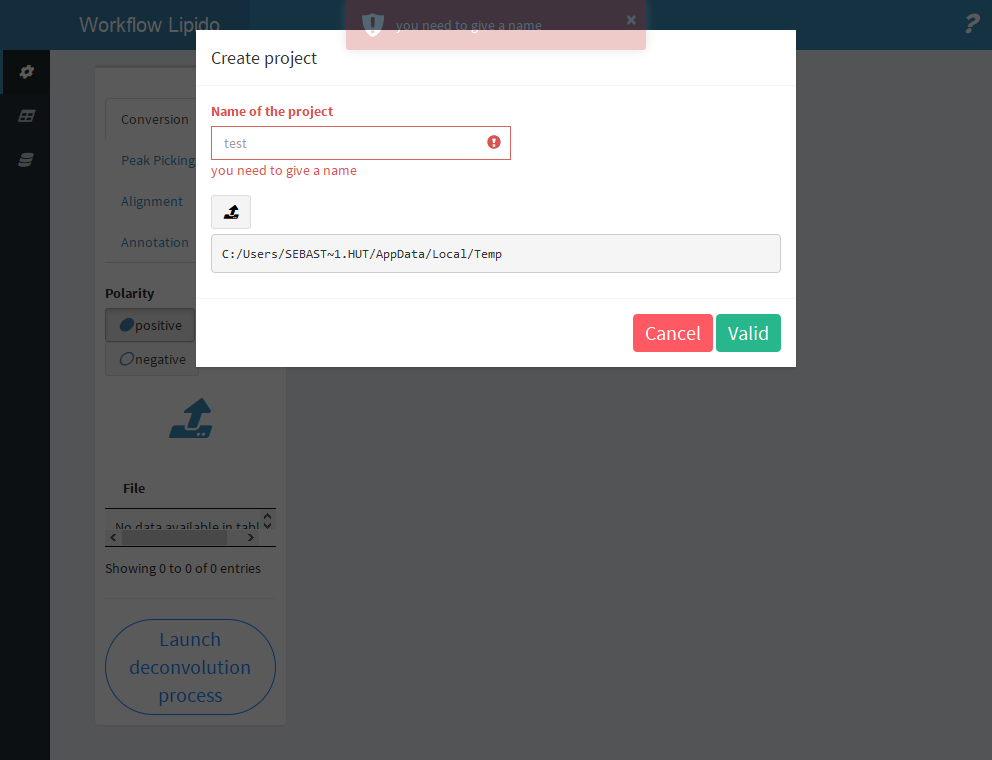 Workflow Lipido
you need to give a name
×
?
Create project
Name of the project
test
you need to give a name
C:/Users/SEBAST~1.HUT/AppData/Local/Temp
Cancel
Valid
Conversion
Peak Picking
Alignment
Annotation
Polarity
positive
negative
File
No data available in tabl
Showing 0 to 0 of 0 entries
Launch
deconvolution
process